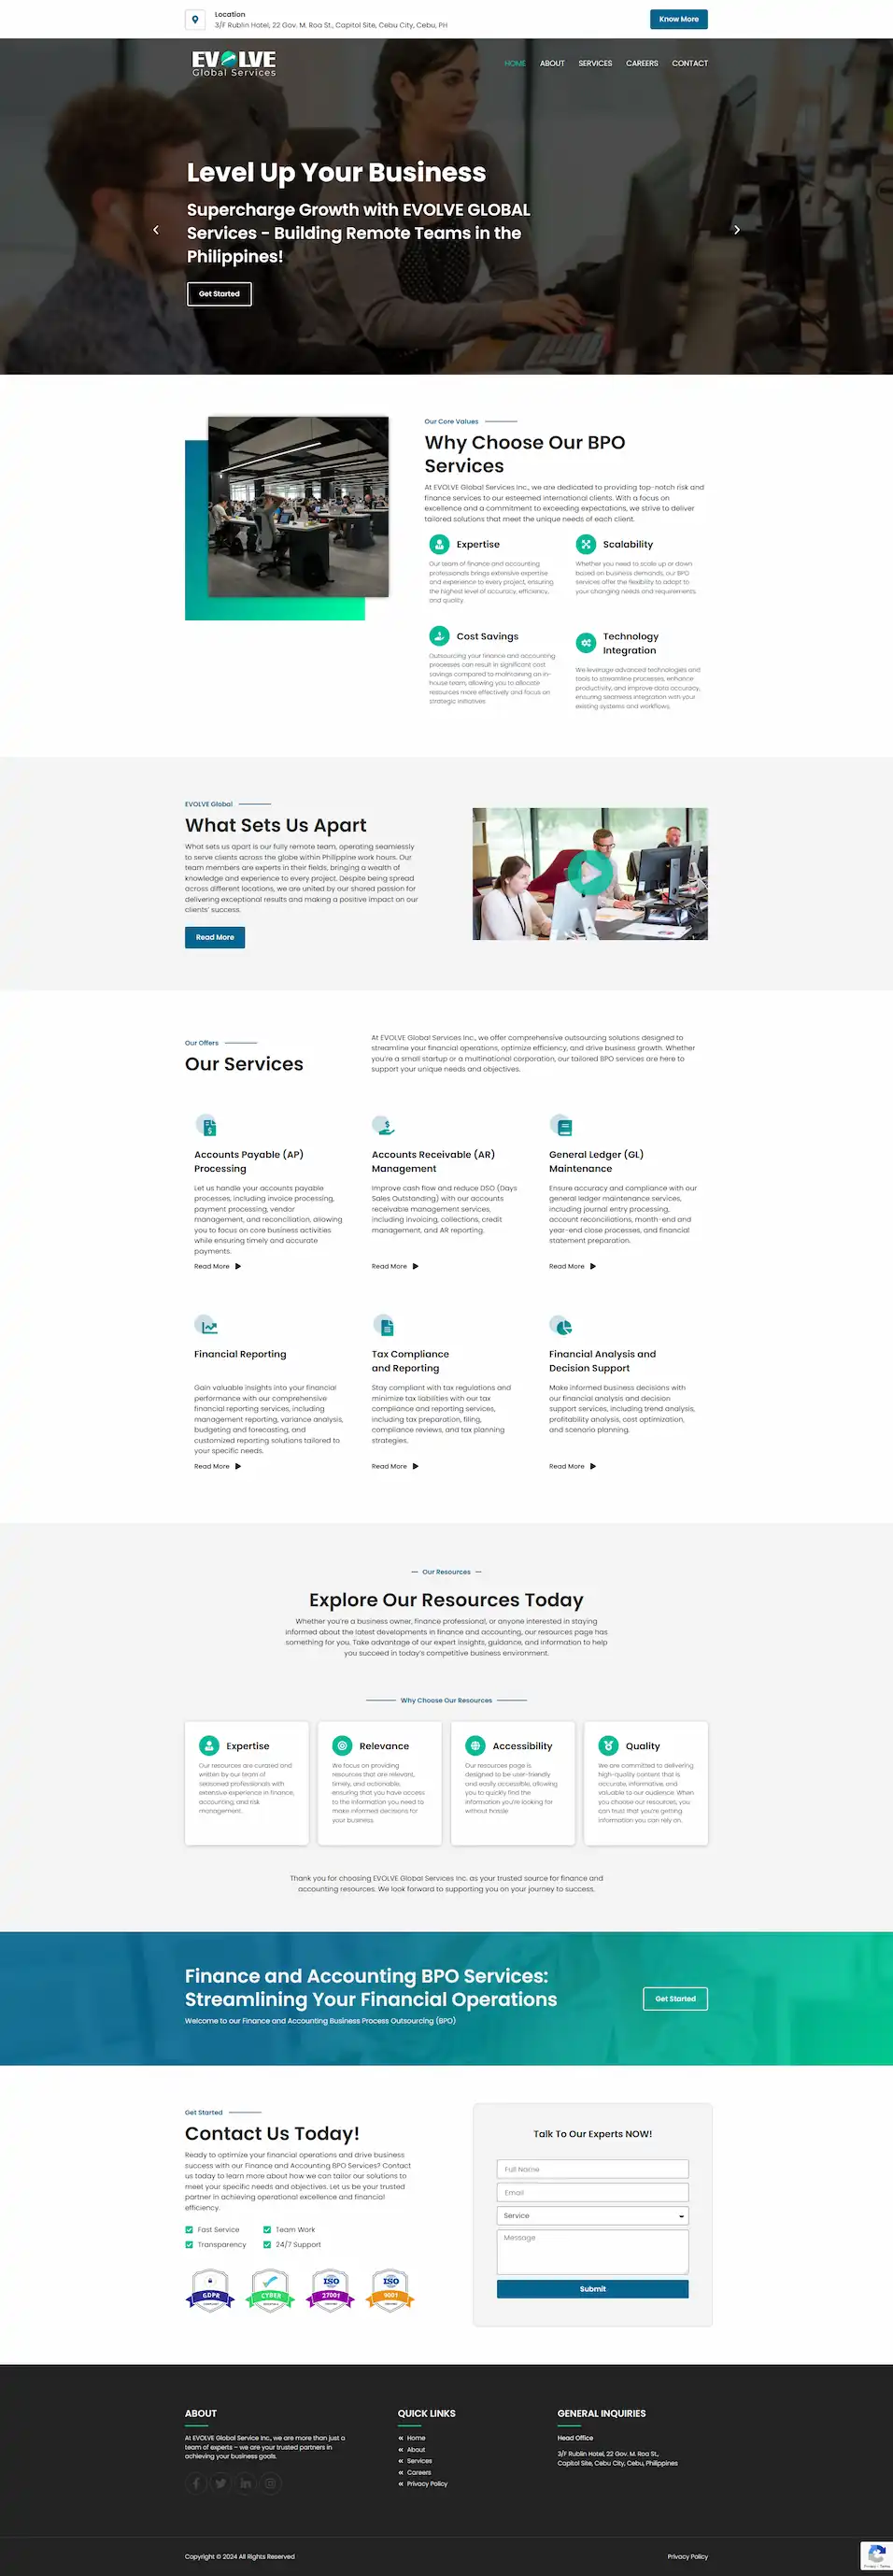 Location
3/F Rublin Hotel, 22 Gov. M. Roa St., Capitol Site, Cebu City, Cebu, PH
Know More
EVOLVE
Global Services
HOME ABOUT SERVICES CAREERS CONTACT
Level Up Your Business
Supercharge Growth with EVOLVE GLOBAL
Services - Building Remote Teams in the
Philippines!
Get Started
Our Core Values
Why Choose Our BPO
Services
At EVOLVE Global Services Inc., we are dedicated to providing top-notch risk and
finance services to our esteemed international clients. With a focus on
excellence and a commitment to exceeding expectations, we strive to deliver
tailored solutions that meet the unique needs of each client.
Expertise
Our team of finance and accounting
professionals brings extensive expertise
and experience to every project, ensuring
the highest level of accuracy, efficiency,
and quality.
Scalability
Whether you need to scale up or down
based on business demands, our BPO
services offer the flexibility to adapt to
your changing needs and requirements.
Cost Savings
Outsourcing your finance and accounting
processes can result in significant cost
savings compared to maintaining an in-
house team, allowing you to allocate
resources more effectively and focus on
strategic initiatives.
Technology
Integration
We leverage advanced technologies and
tools to streamline processes, enhance
productivity, and improve data accuracy,
ensuring seamless integration with your
existing systems and workflows.
EVOLVE Global
What Sets Us Apart
What sets us apart is our fully remote team, operating seamlessly
to serve clients across the globe within Philippine work hours. Our
team members are experts in their fields, bringing a wealth of
knowledge and experience to every project. Despite being spread
across different locations, we are united by our shared passion for
delivering exceptional results and making a positive impact on our
clients' success.
Read More
Our Offers
Our Services
At EVOLVE Global Services Inc., we offer comprehensive outsourcing solutions designed to
streamline your financial operations, optimize efficiency, and drive business growth. Whether
you're a small startup or a multinational corporation, our tailored BPO services are here to
support your unique needs and objectives.
Accounts Payable (AP)
Processing
Let us handle your accounts payable
processes, including invoice processing,
payment processing, vendor
management, and reconciliation, allowing
you to focus on core business activities
while ensuring timely and accurate
payments.
Read More
Accounts Receivable (AR)
Management
Improve cash flow and reduce DSO (Days
Sales Outstanding) with our accounts
receivable management services,
including invoicing, collections, credit
management, and AR reporting.
Read More
General Ledger (GL)
Maintenance
Ensure accuracy and compliance with our
general ledger maintenance services,
including journal entry processing,
account reconciliations, month-end and
year-end close processes, and financial
statement preparation.
Read More
Financial Reporting
Gain valuable insights into your financial
performance with our comprehensive
financial reporting services, including
management reporting, variance analysis,
budgeting and forecasting, and
customized reporting solutions tailored to
your specific needs.
Read More
Tax Compliance
and Reporting
Stay compliant with tax regulations and
minimize tax liabilities with our tax
compliance and reporting services,
including tax preparation, filing,
compliance reviews, and tax planning
strategies.
Read More
Financial Analysis and
Decision Support
Make informed business decisions with
our financial analysis and decision
support services, including trend analysis,
profitability analysis, cost optimization,
and scenario planning.
Read More
Our Resources
Explore Our Resources Today
Whether you're a business owner, finance professional, or anyone interested in staying
informed about the latest developments in finance and accounting, our resources page has
something for you. Take advantage of our expert insights, guidance, and information to help
you succeed in today's competitive business environment.
Why Choose Our Resources
Expertise
Our resources are curated and
written by our team of
seasoned professionals with
extensive experience in finance,
accounting, and risk
management.
Relevance
We focus on providing
resources that are relevant,
timely, and actionable,
ensuring that you have access
to the information you need to
make informed decisions for
your business.
Accessibility
Our resources page is
designed to be user-friendly
and easily accessible, allowing
you to quickly find the
information you're looking for
without hassle
Quality
We are committed to delivering
high-quality content that is
accurate, informative, and
valuable to our audience. When
you choose our resources, you
can trust that you're getting
information you can rely on.
Thank you for choosing EVOLVE Global Services Inc. as your trusted source for finance and
accounting resources. We look forward to supporting you on your journey to success.
Finance and Accounting BPO Services:
Streamlining Your Financial Operations
Welcome to our Finance and Accounting Business Process Outsourcing (BPO)
Get Started
Get Started
Contact Us Today!
Ready to optimize your financial operations and drive business
success with our Finance and Accounting BPO Services? Contact
us today to learn more about how we can tailor our solutions to
meet your specific needs and objectives. Let us be your trusted
partner in achieving operational excellence and financial
efficiency.
Fast Service
Team Work
Transparency
24/7 Support
GDPR
CYBER
ISO
27001
ISO
9001
Talk To Our Experts NOW!
Full Name
Email
Service
Message
Submit
ABOUT
At EVOLVE Global Service Inc., we are more than just a
team of experts – we are your trusted partners in
achieving your business goals.
QUICK LINKS
Home
About
Services
Careers
Privacy Policy
GENERAL INQUIRIES
Head Office
3/F Rublin Hotel, 22 Gov. M. Roa St.,
Capitol Site, Cebu City, Cebu, Philippines
Copyright © 2024 All Rights Reserved
Privacy Policy